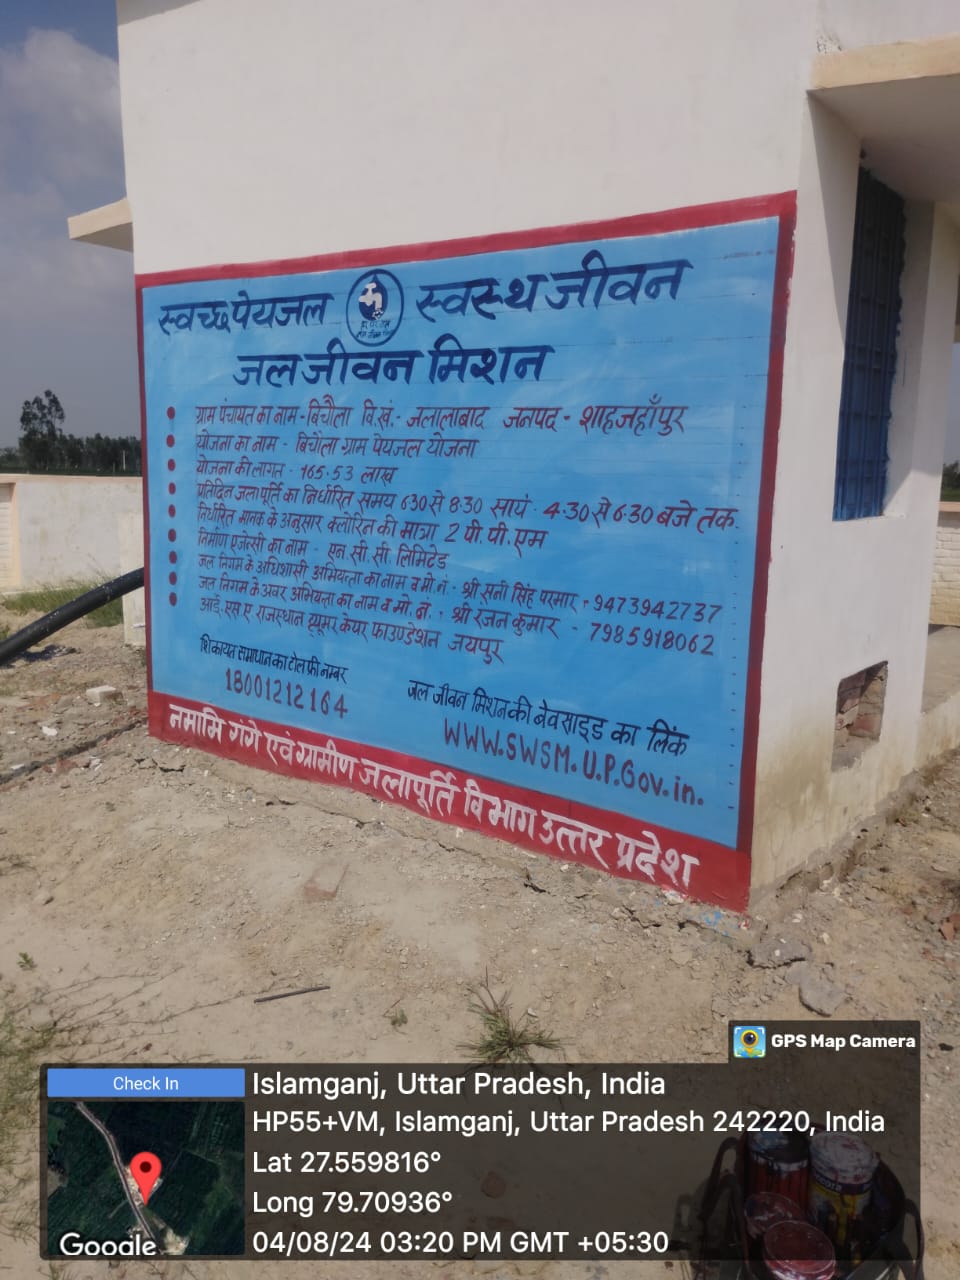 स्वच्छ पेयजल स्वस्थ जीवन
जल जीवन मिशन
ग्राम पंचायत का नाम - बिचौला वि.खं. - जलालाबाद जनपद - शाहजहाँपुर
योजना का नाम - बिचौला ग्राम पेयजल योजना
योजना की लागत - 165.53 लाख
प्रतिदिन जलापूर्ति का निर्धारित समय 6:30 से 8:30 सायं - 4:30 से 6:30 बजे तक.
निर्धारित मानक के अनुसार क्लोरिन की मात्रा 2 पी. पी. एम
निर्माण एजेन्सी का नाम - एन. सी. सी. लिमिटेड
जल निगम के अधिशासी अभियन्ता का नाम व मो. नं. - श्री सनी सिंह परमार - 9473942737
जल निगम के अवर अभियन्ता का नाम व मो. नं. - श्री रजन कुमार - 7985918062
आई. एस. ए राजस्थान ह्यूमर केयर फाउण्डेशन जयपुर
शिकायत समाधान का टोल फ्री नम्बर
18001212164
जल जीवन मिशन की बेवसाइड का लिंक
WWW.SWSM.U.P.Gov.in.
नमामि गंगे एवं ग्रामीण जलापूर्ति विभाग उत्तर प्रदेश
GPS Map Camera
Check In
Islamganj, Uttar Pradesh, India
HP55+VM, Islamganj, Uttar Pradesh 242220, India
Lat 27.559816°
Long 79.70936°
04/08/24 03:20 PM GMT +05:30
Google